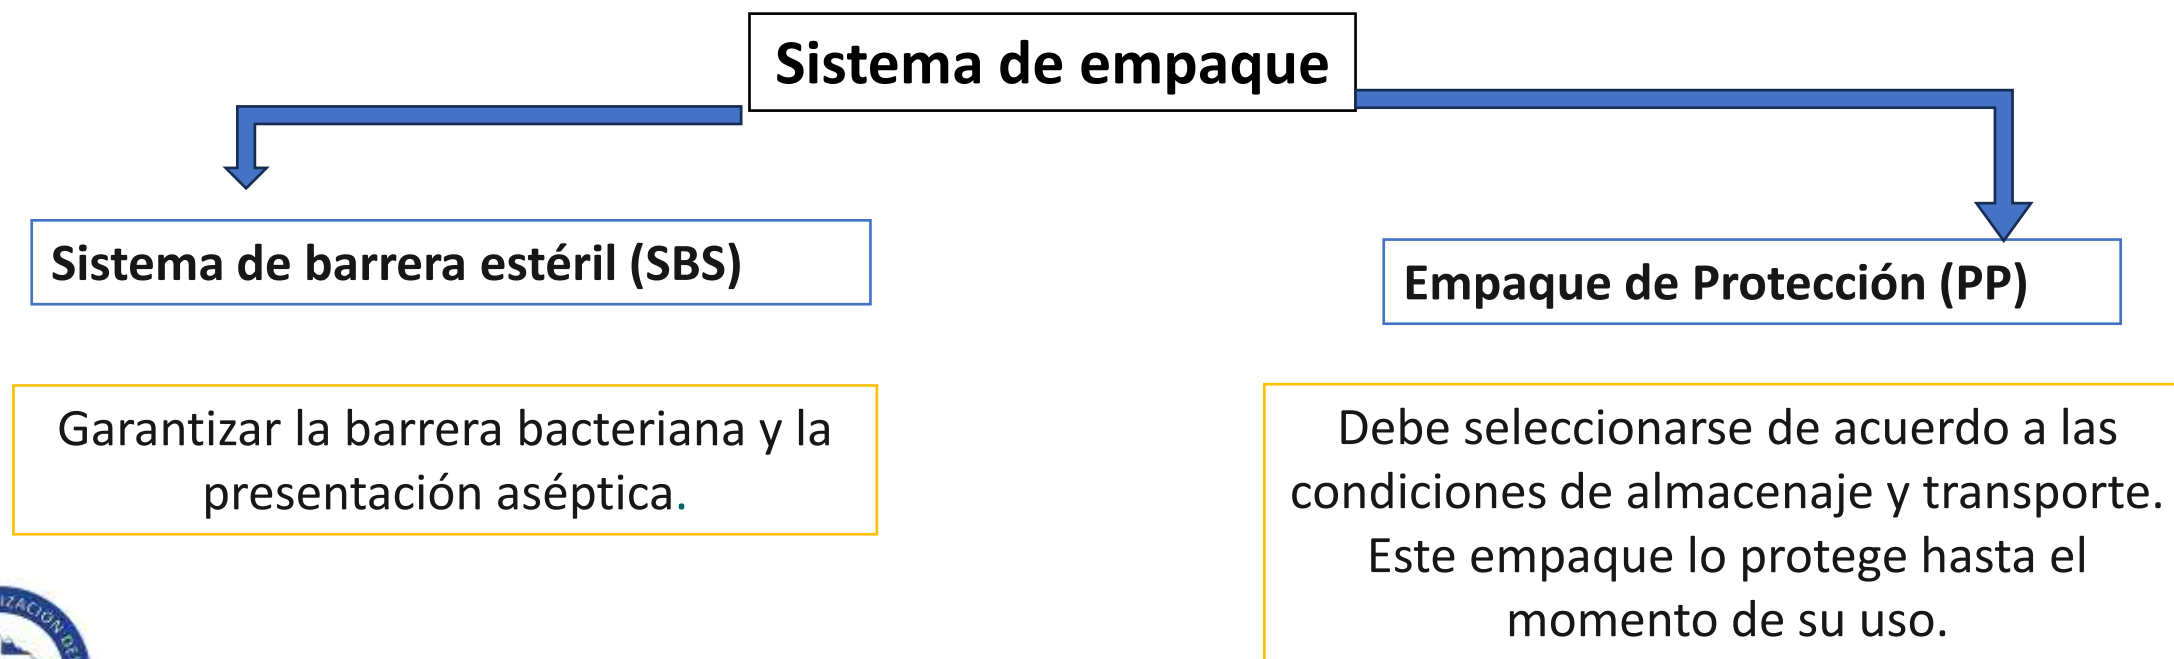 Sistema de empaque
Sistema de barrera estéril (SBS)
Empaque de Protección (PP)
Garantizar la barrera bacteriana y la
presentación aséptica.
Debe seleccionarse de acuerdo a las
condiciones de almacenaje y transporte.
Este empaque lo protege hasta el
momento de su uso.